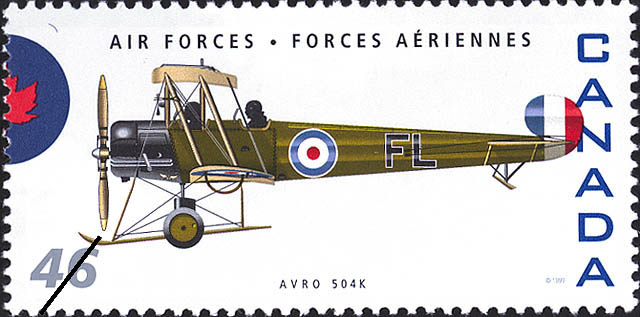 AIR FORCES • FORCES AÉRIENNES
CANADA
FL
46
AVRO 504K